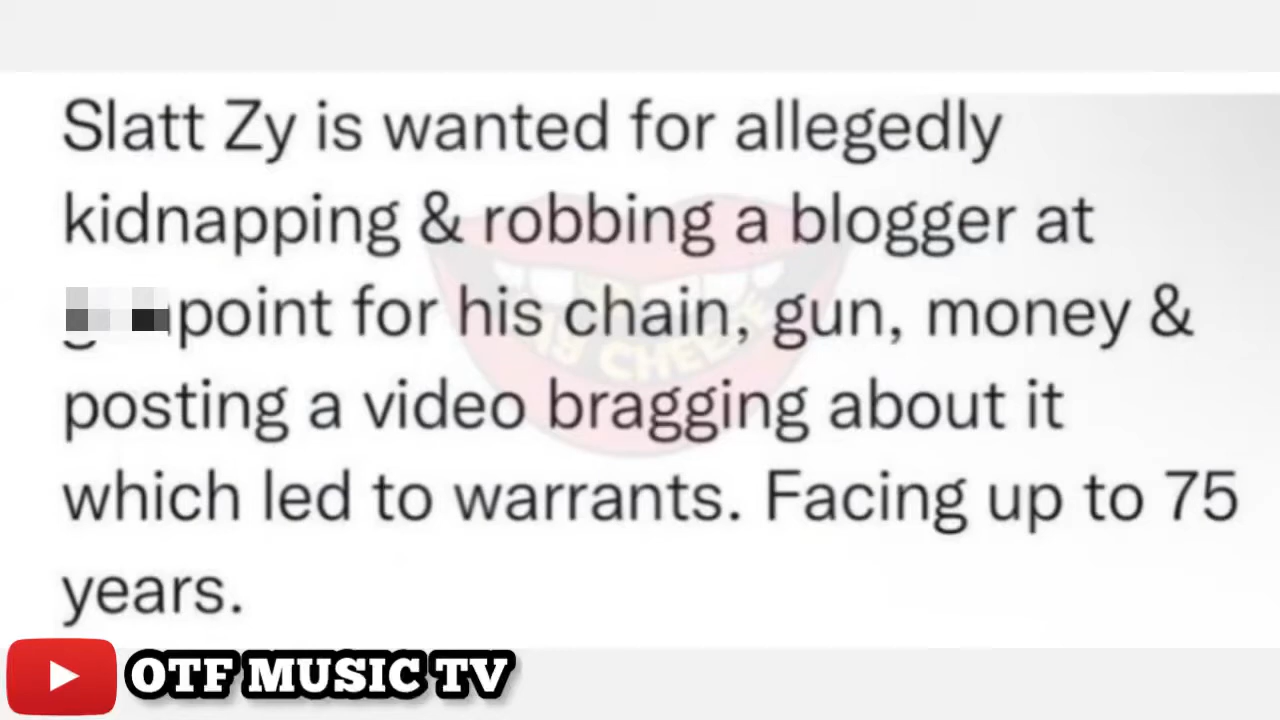 Slatt Zy is wanted for allegedly
kidnapping & robbing a blogger at
point for his chain, gun, money &
posting a video bragging about it
which led to warrants. Facing up to 75
years.
OTF MUSIC TV